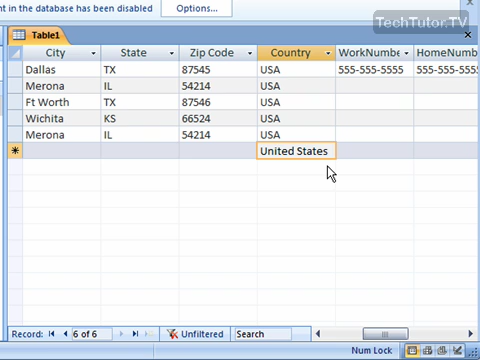 nt in the database has been disabled Options... TechTutor.TV
Table1
City State Zip Code Country WorkNumbe HomeNumb
Dallas TX 87545 USA 555-555-5555 555-555-5555
Merona IL 54214 USA
Ft Worth TX 87546 USA
Wichita KS 66524 USA
Merona IL 54214 USA
United States
Record: 6 of 6 Unfiltered Search
Num Lock